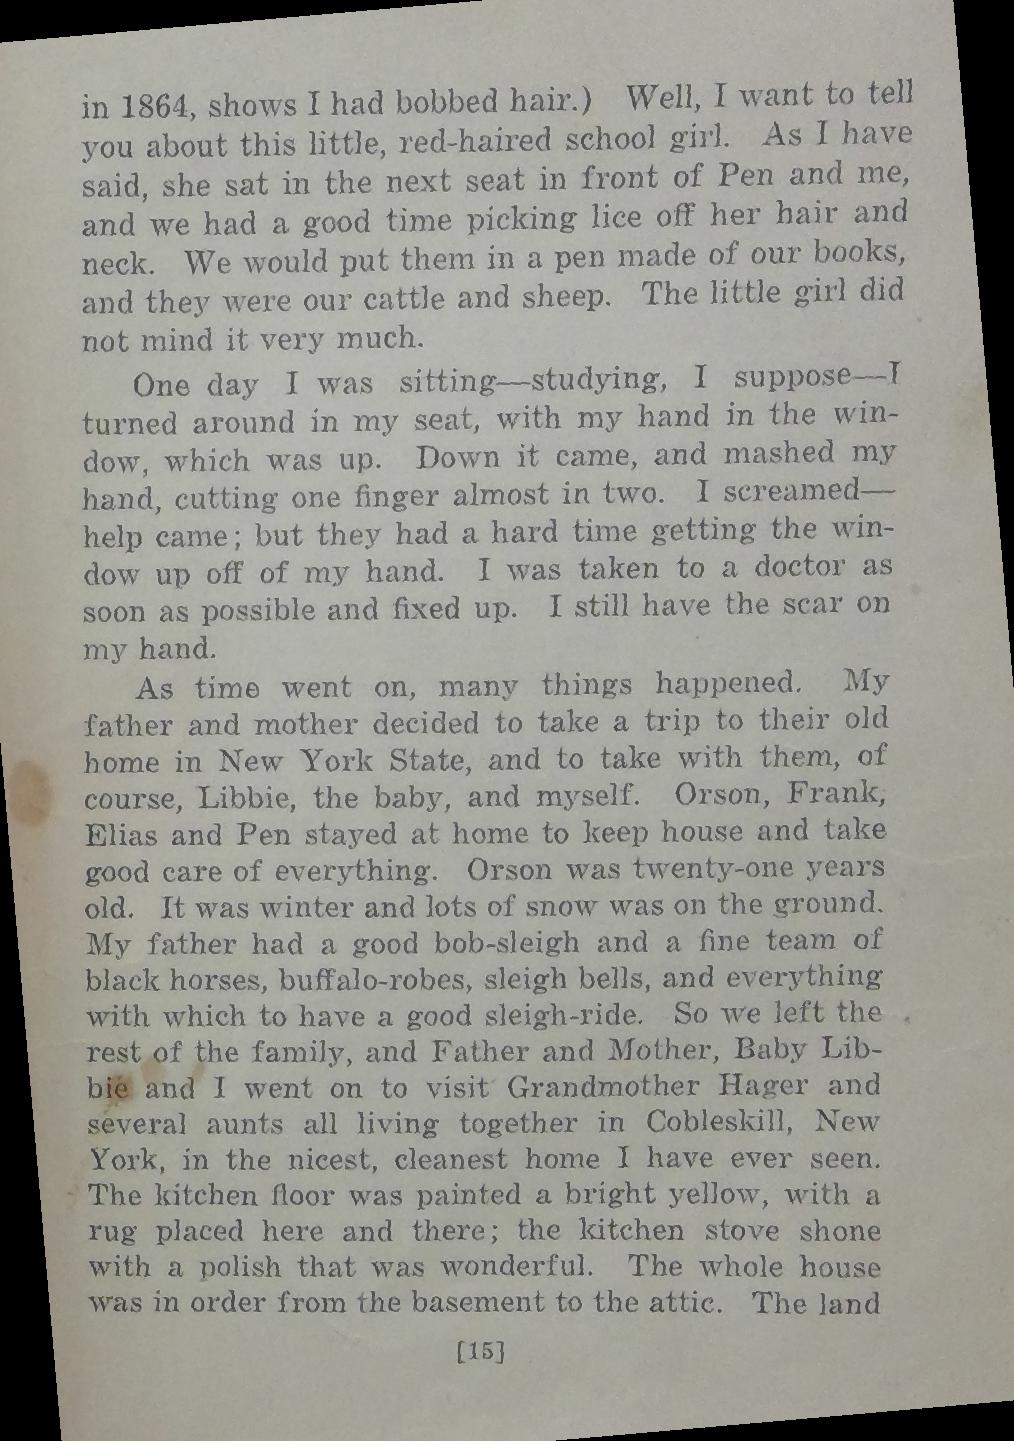 in 1864, shows I had bobbed hair.) Well, I want to tell
you about this little, red-haired school girl. As I have
said, she sat in the next seat in front of Pen and me,
and we had a good time picking lice off her hair and
neck. We would put them in a pen made of our books,
and they were our cattle and sheep. The little girl did
not mind it very much.
One day I was sitting—studying, I suppose—I
turned around in my seat, with my hand in the win-
dow, which was up. Down it came, and mashed my
hand, cutting one finger almost in two. I screamed—
help came; but they had a hard time getting the win-
dow up off of my hand. I was taken to a doctor as
soon as possible and fixed up. I still have the scar on
my hand.
As time went on, many things happened. My
father and mother decided to take a trip to their old
home in New York State, and to take with them, of
course, Libbie, the baby, and myself. Orson, Frank,
Elias and Pen stayed at home to keep house and take
good care of everything. Orson was twenty-one years
old. It was winter and lots of snow was on the ground.
My father had a good bob-sleigh and a fine team of
black horses, buffalo-robes, sleigh bells, and everything
with which to have a good sleigh-ride. So we left the
rest of the family, and Father and Mother, Baby Lib-
bie and I went on to visit Grandmother Hager and
several aunts all living together in Cobleskill, New
York, in the nicest, cleanest home I have ever seen.
The kitchen floor was painted a bright yellow, with a
rug placed here and there; the kitchen stove shone
with a polish that was wonderful. The whole house
was in order from the basement to the attic. The land
[15]